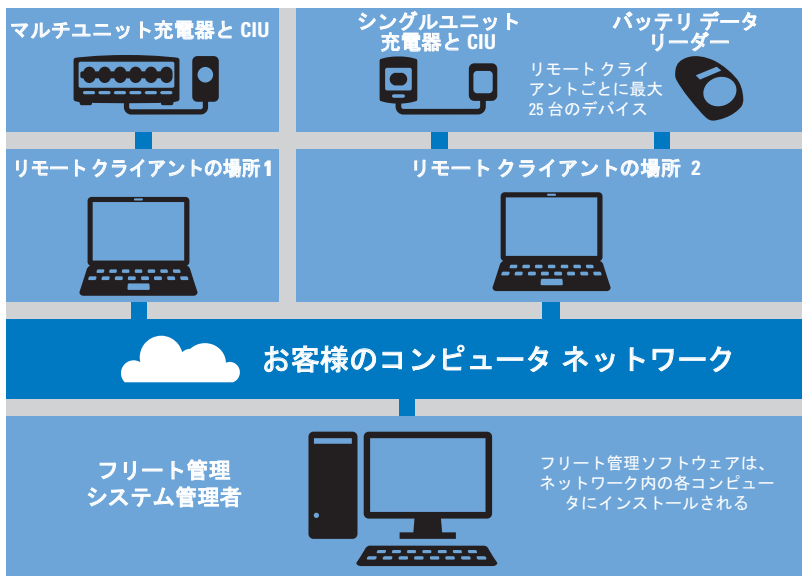 マルチユニット充電器と CIU
シングルユニット
充電器と CIU
バッテリ データ
リーダー
リモート クライ
アントごとに最大
25 台のデバイス
リモート クライアントの場所 1
リモート クライアントの場所 2
お客様のコンピュータ ネットワーク
フリート管理
システム管理者
フリート管理ソフトウェアは、
ネットワーク内の各コンピュー
タにインストールされる